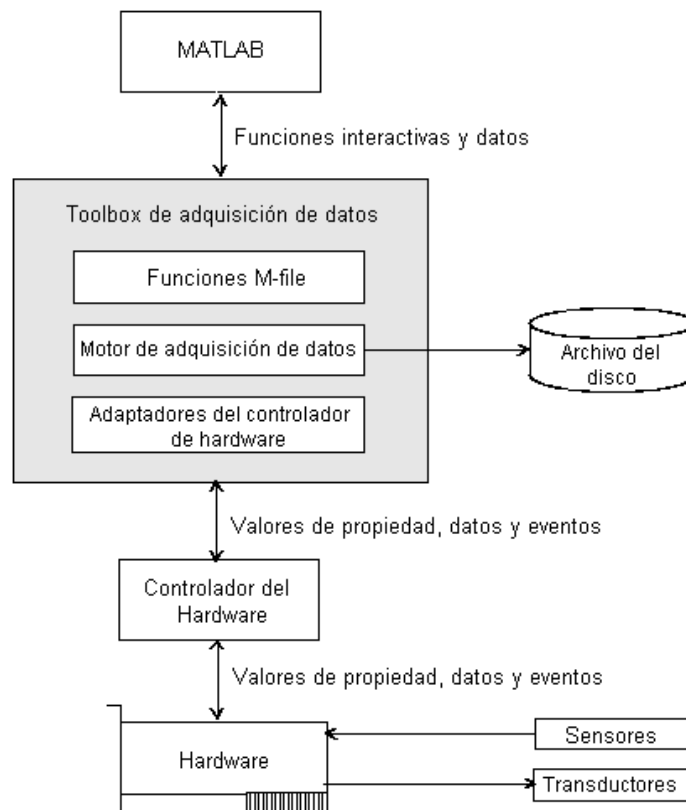 MATLAB
Funciones interactivas y datos
Toolbox de adquisición de datos
Funciones M-file
Motor de adquisición de datos
Archivo del
disco
Adaptadores del controlador
de hardware
Valores de propiedad, datos y eventos
Controlador del
Hardware
Valores de propiedad, datos y eventos
Hardware
Sensores
Transductores